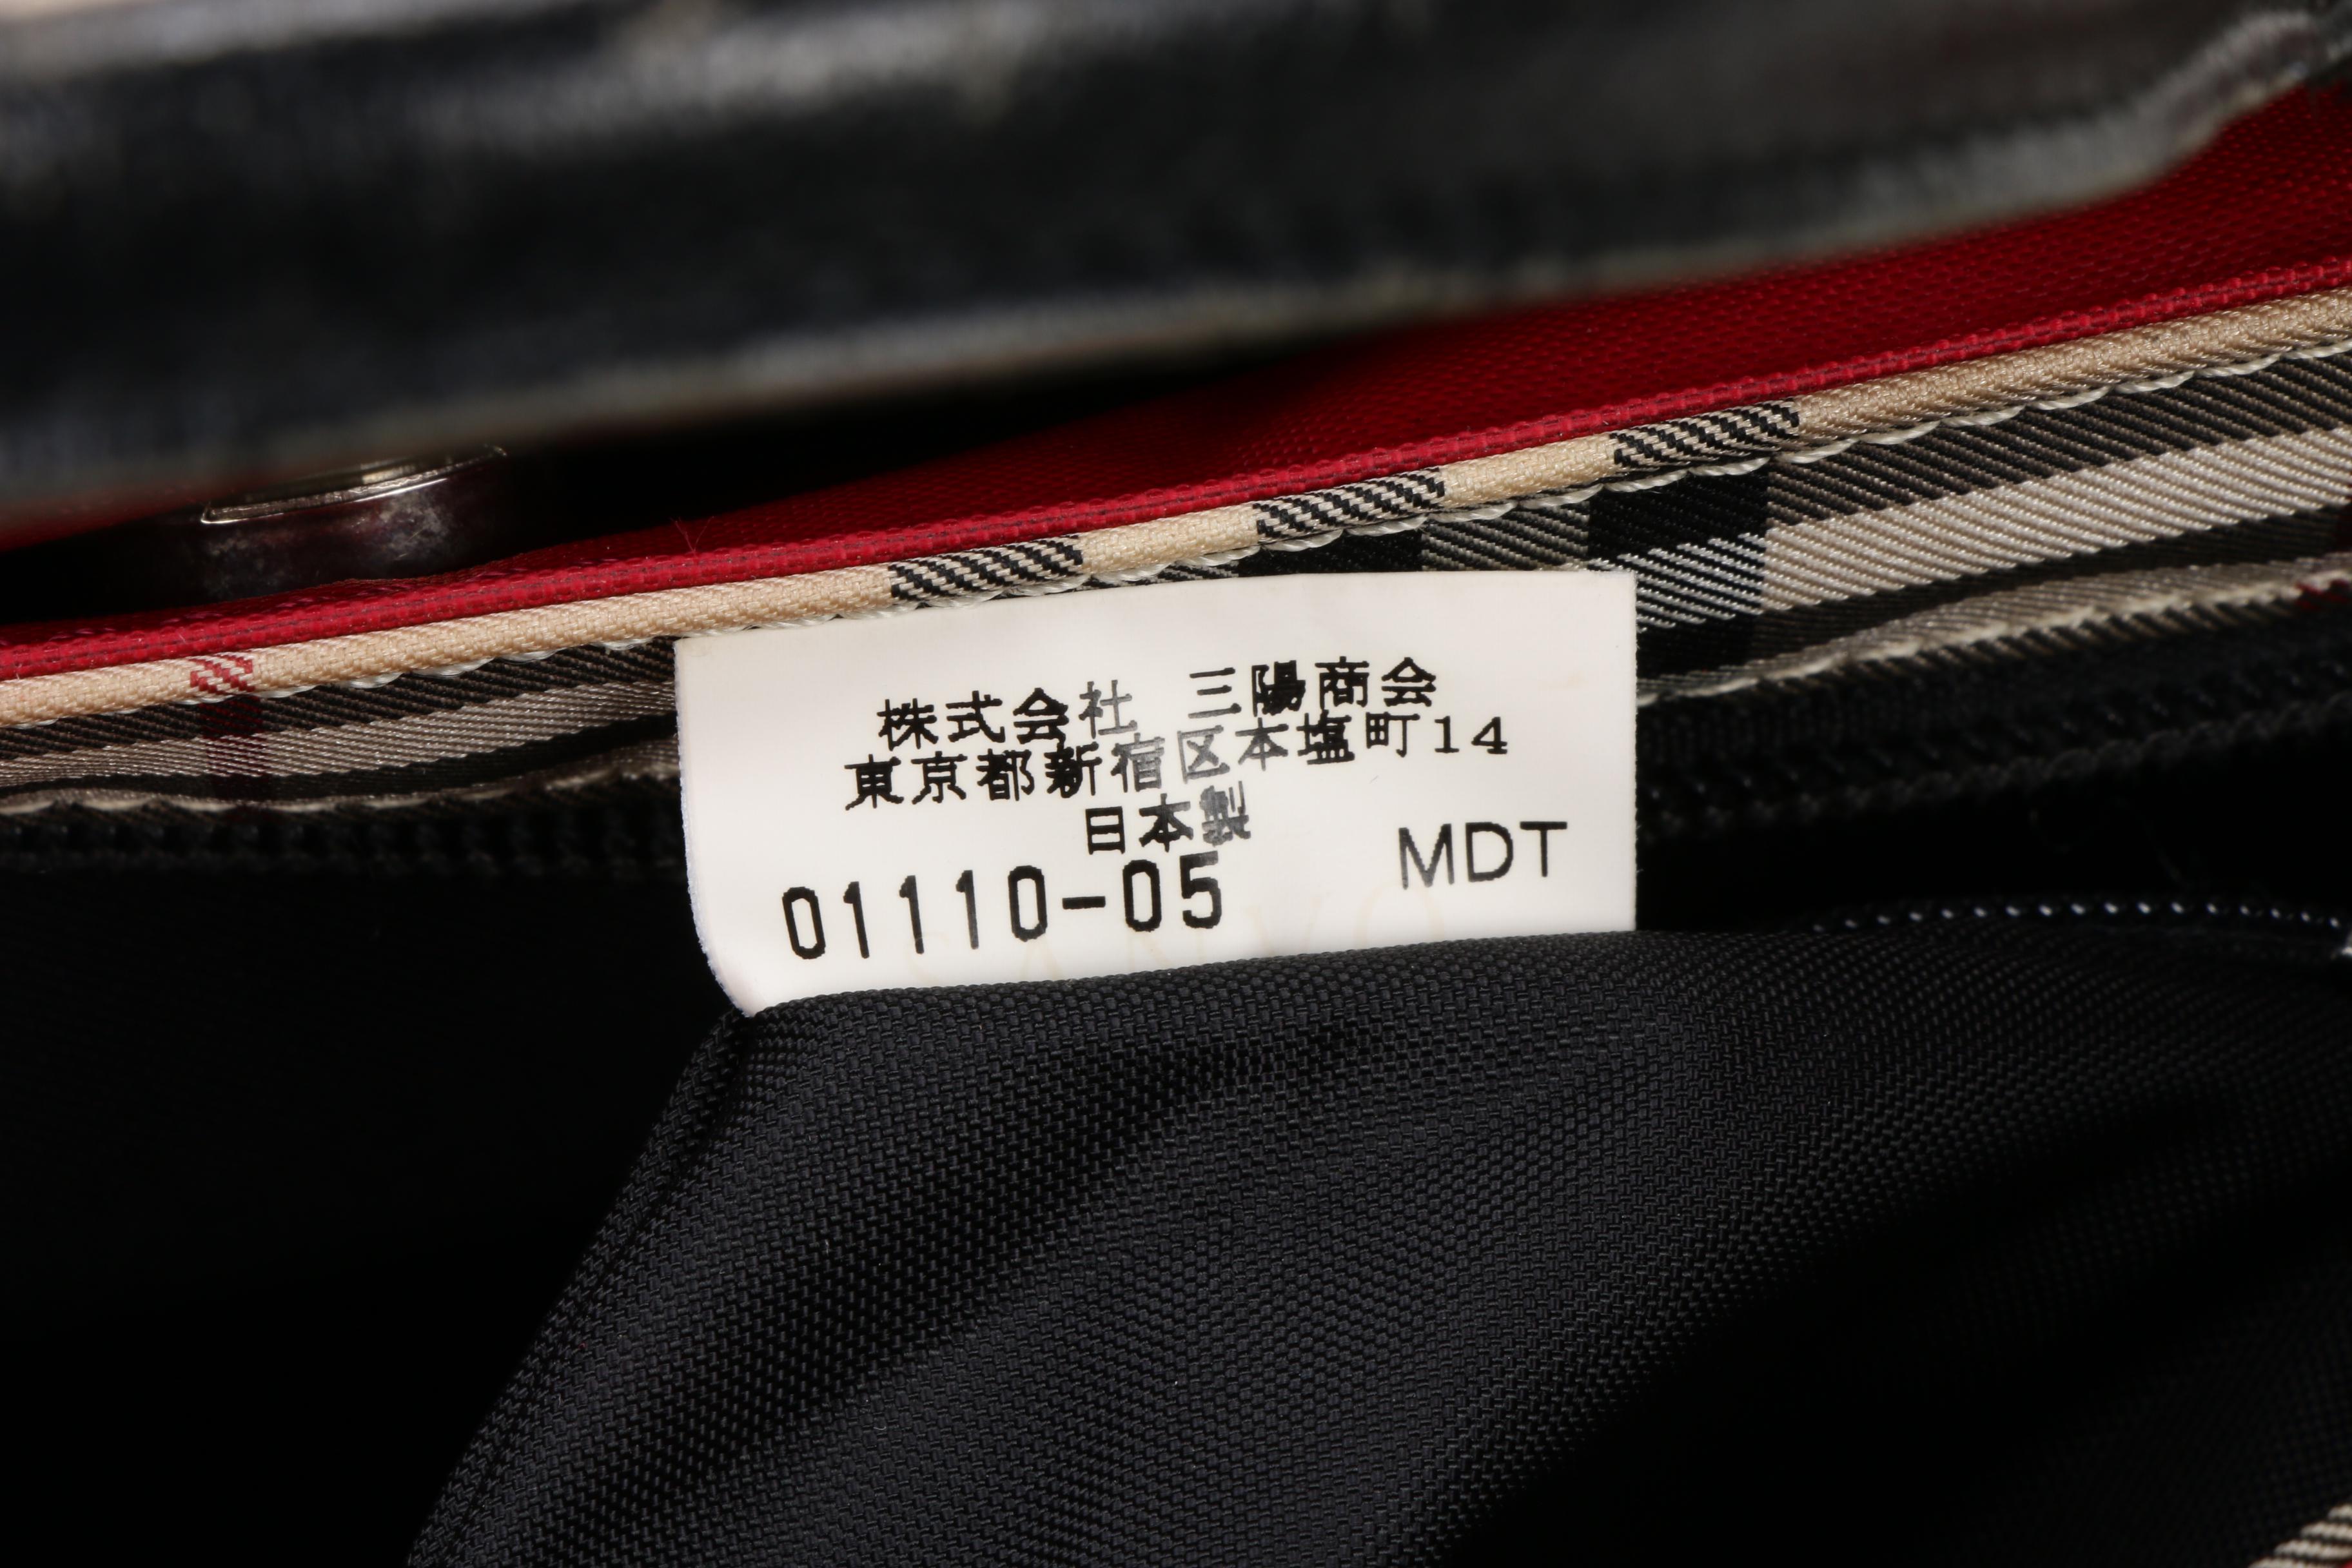 株式会社 三陽商会
東京都新宿区本塩町14
日本製
MDT
01110-05
SANYO